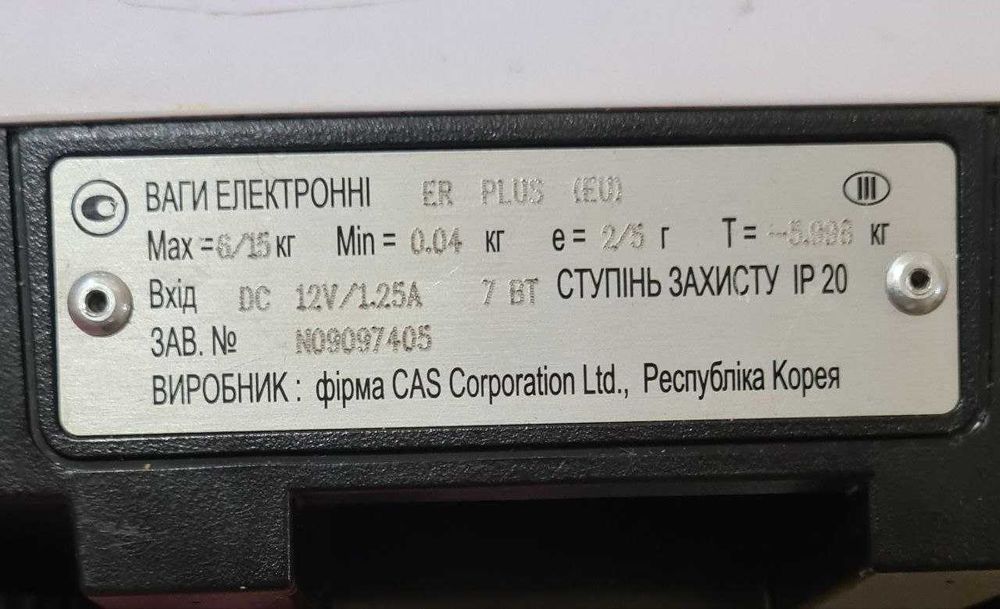 ВАГИ ЕЛЕКТРОННІ ER PLUS (EU) III
Max = 6/15 кг Min = 0.04 кг e = 2/5 г T = -5.998 кг
Вхід DC 12V/1.25A 7 ВТ СТУПІНЬ ЗАХИСТУ IP 20
ЗАВ. № N09097405
ВИРОБНИК : фірма CAS Corporation Ltd., Республіка Корея